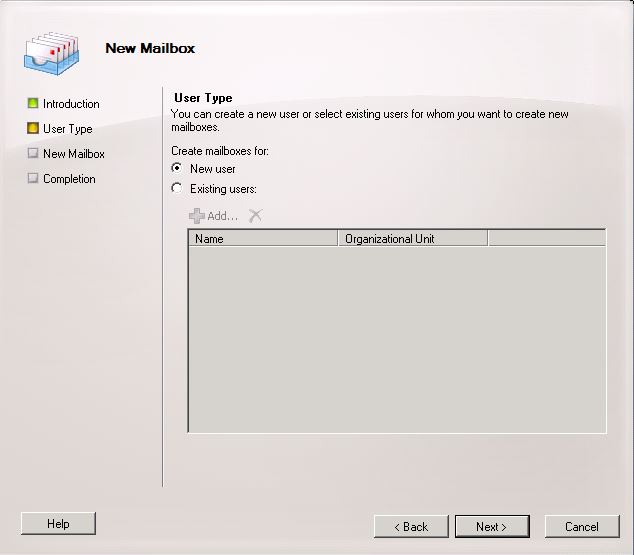 New Mailbox
Introduction
User Type
New Mailbox
Completion
User Type
You can create a new user or select existing users for whom you want to create new
mailboxes.
Create mailboxes for:
New user
Existing users:
Add...
Name
Organizational Unit
Help
< Back
Next >
Cancel